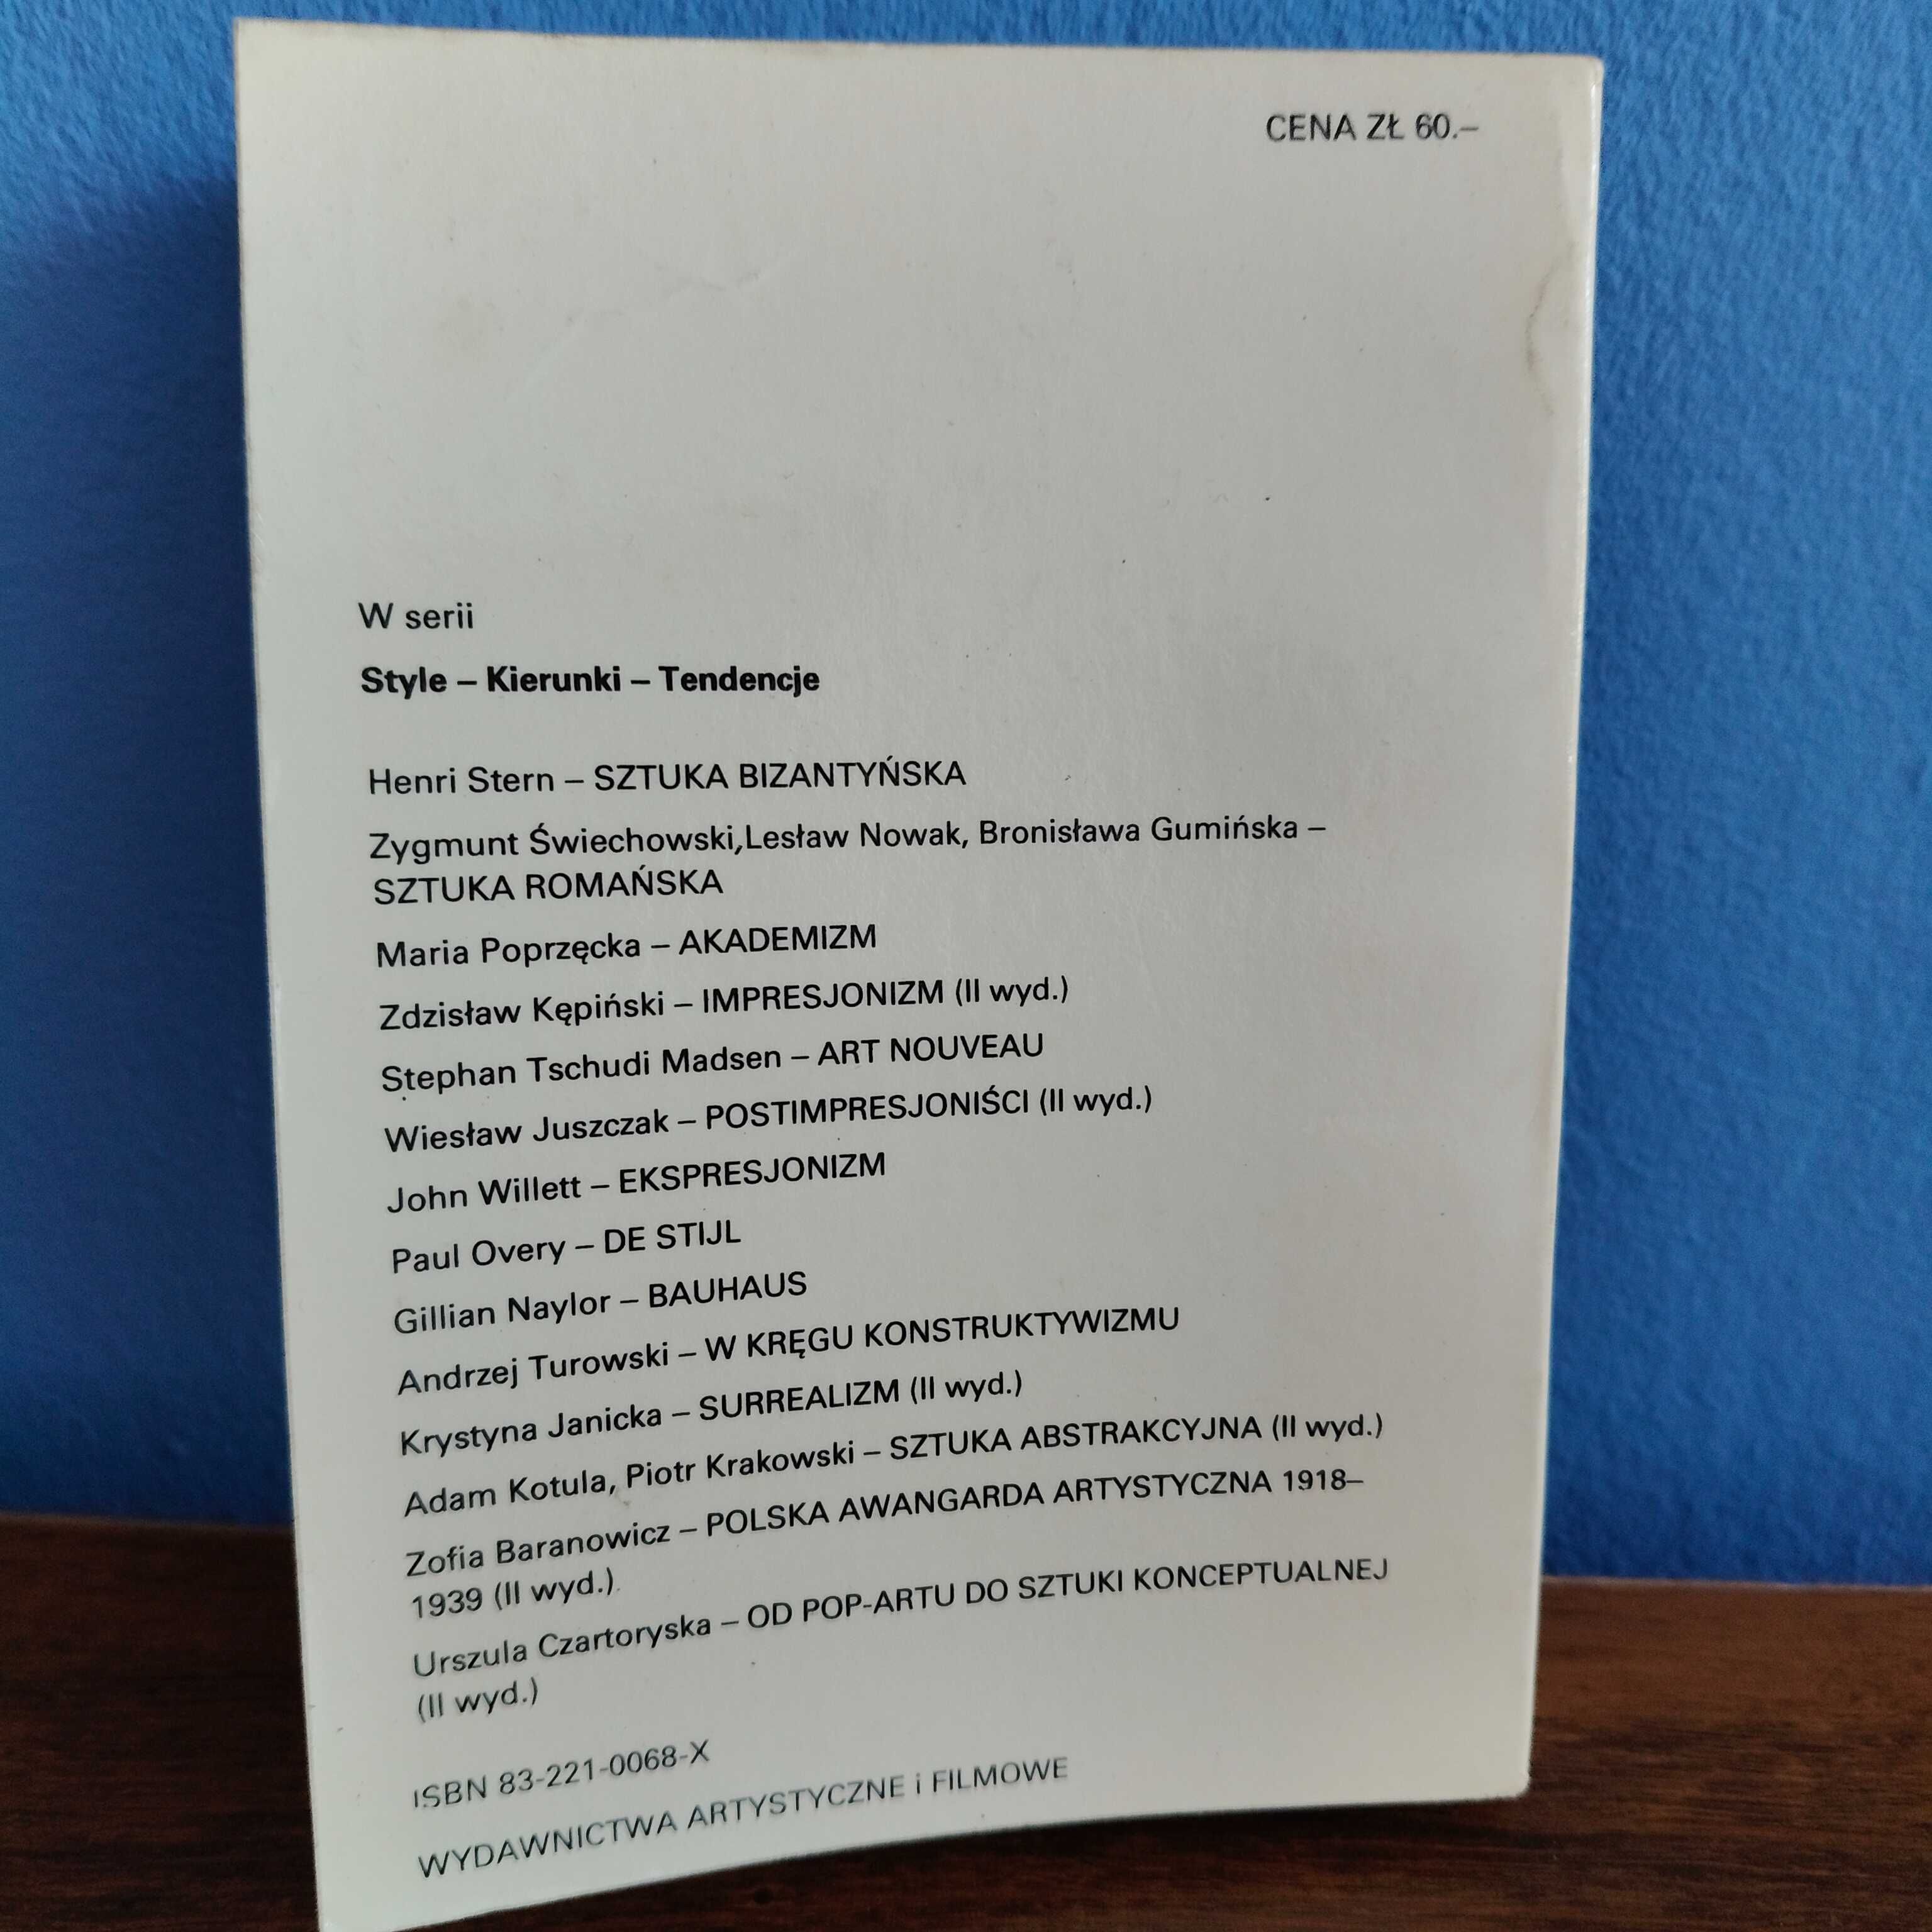 CENA ZŁ 60.–
W serii
Style – Kierunki – Tendencje
Henri Stern – SZTUKA BIZANTYŃSKA
Zygmunt Świechowski,Lesław Nowak, Bronisława Gumińska –
SZTUKA ROMAŃSKA
Maria Poprzęcka – AKADEMIZM
Zdzisław Kępiński – IMPRESJONIZM (II wyd.)
Stephan Tschudi Madsen – ART NOUVEAU
Wiesław Juszczak – POSTIMPRESJONIŚCI (II wyd.)
John Willett – EKSPRESJONIZM
Paul Overy – DE STIJL
Gillian Naylor – BAUHAUS
Andrzej Turowski – W KRĘGU KONSTRUKTYWIZMU
Krystyna Janicka – SURREALIZM (II wyd.)
Adam Kotula, Piotr Krakowski – SZTUKA ABSTRAKCYJNA (II wyd.)
Zofia Baranowicz – POLSKA AWANGARDA ARTYSTYCZNA 1918–
1939 (II wyd.)
Urszula Czartoryska – OD POP-ARTU DO SZTUKI KONCEPTUALNEJ
(II wyd.)
ISBN 83-221-0068-X
WYDAWNICTWA ARTYSTYCZNE i FILMOWE